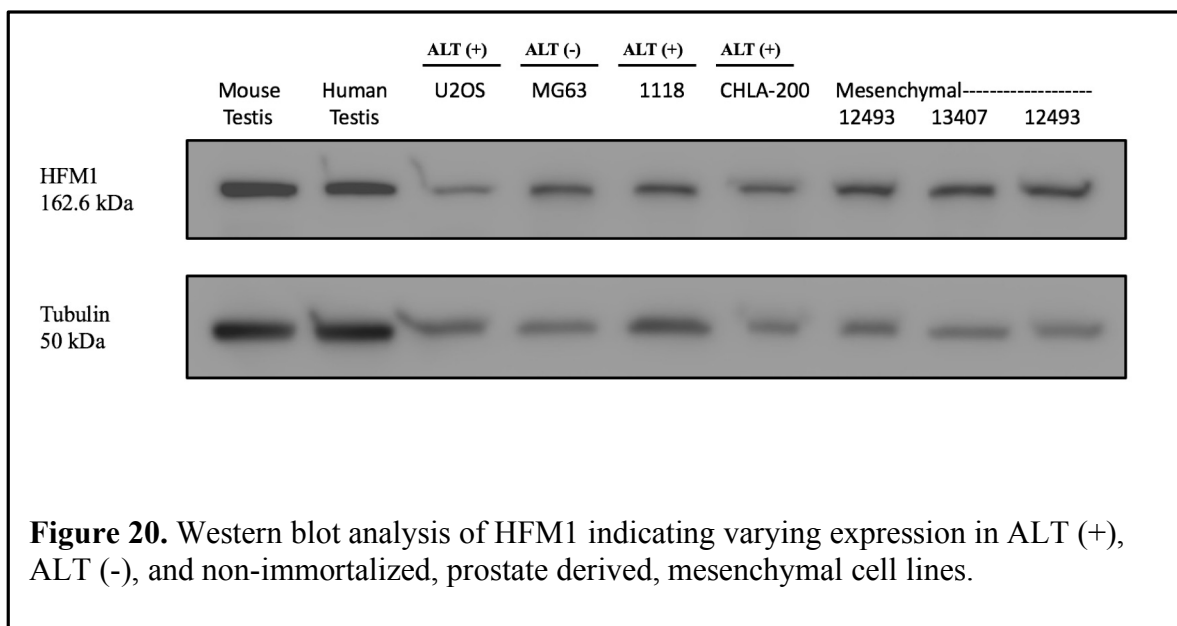 ALT (+) ALT (-) ALT (+) ALT (+)
Mouse Human U2OS MG63 1118 CHLA-200 Mesenchymal-------------------
Testis Testis 12493 13407 12493
HFM1
162.6 kDa
Tubulin
50 kDa
Figure 20. Western blot analysis of HFM1 indicating varying expression in ALT (+),
ALT (-), and non-immortalized, prostate derived, mesenchymal cell lines.